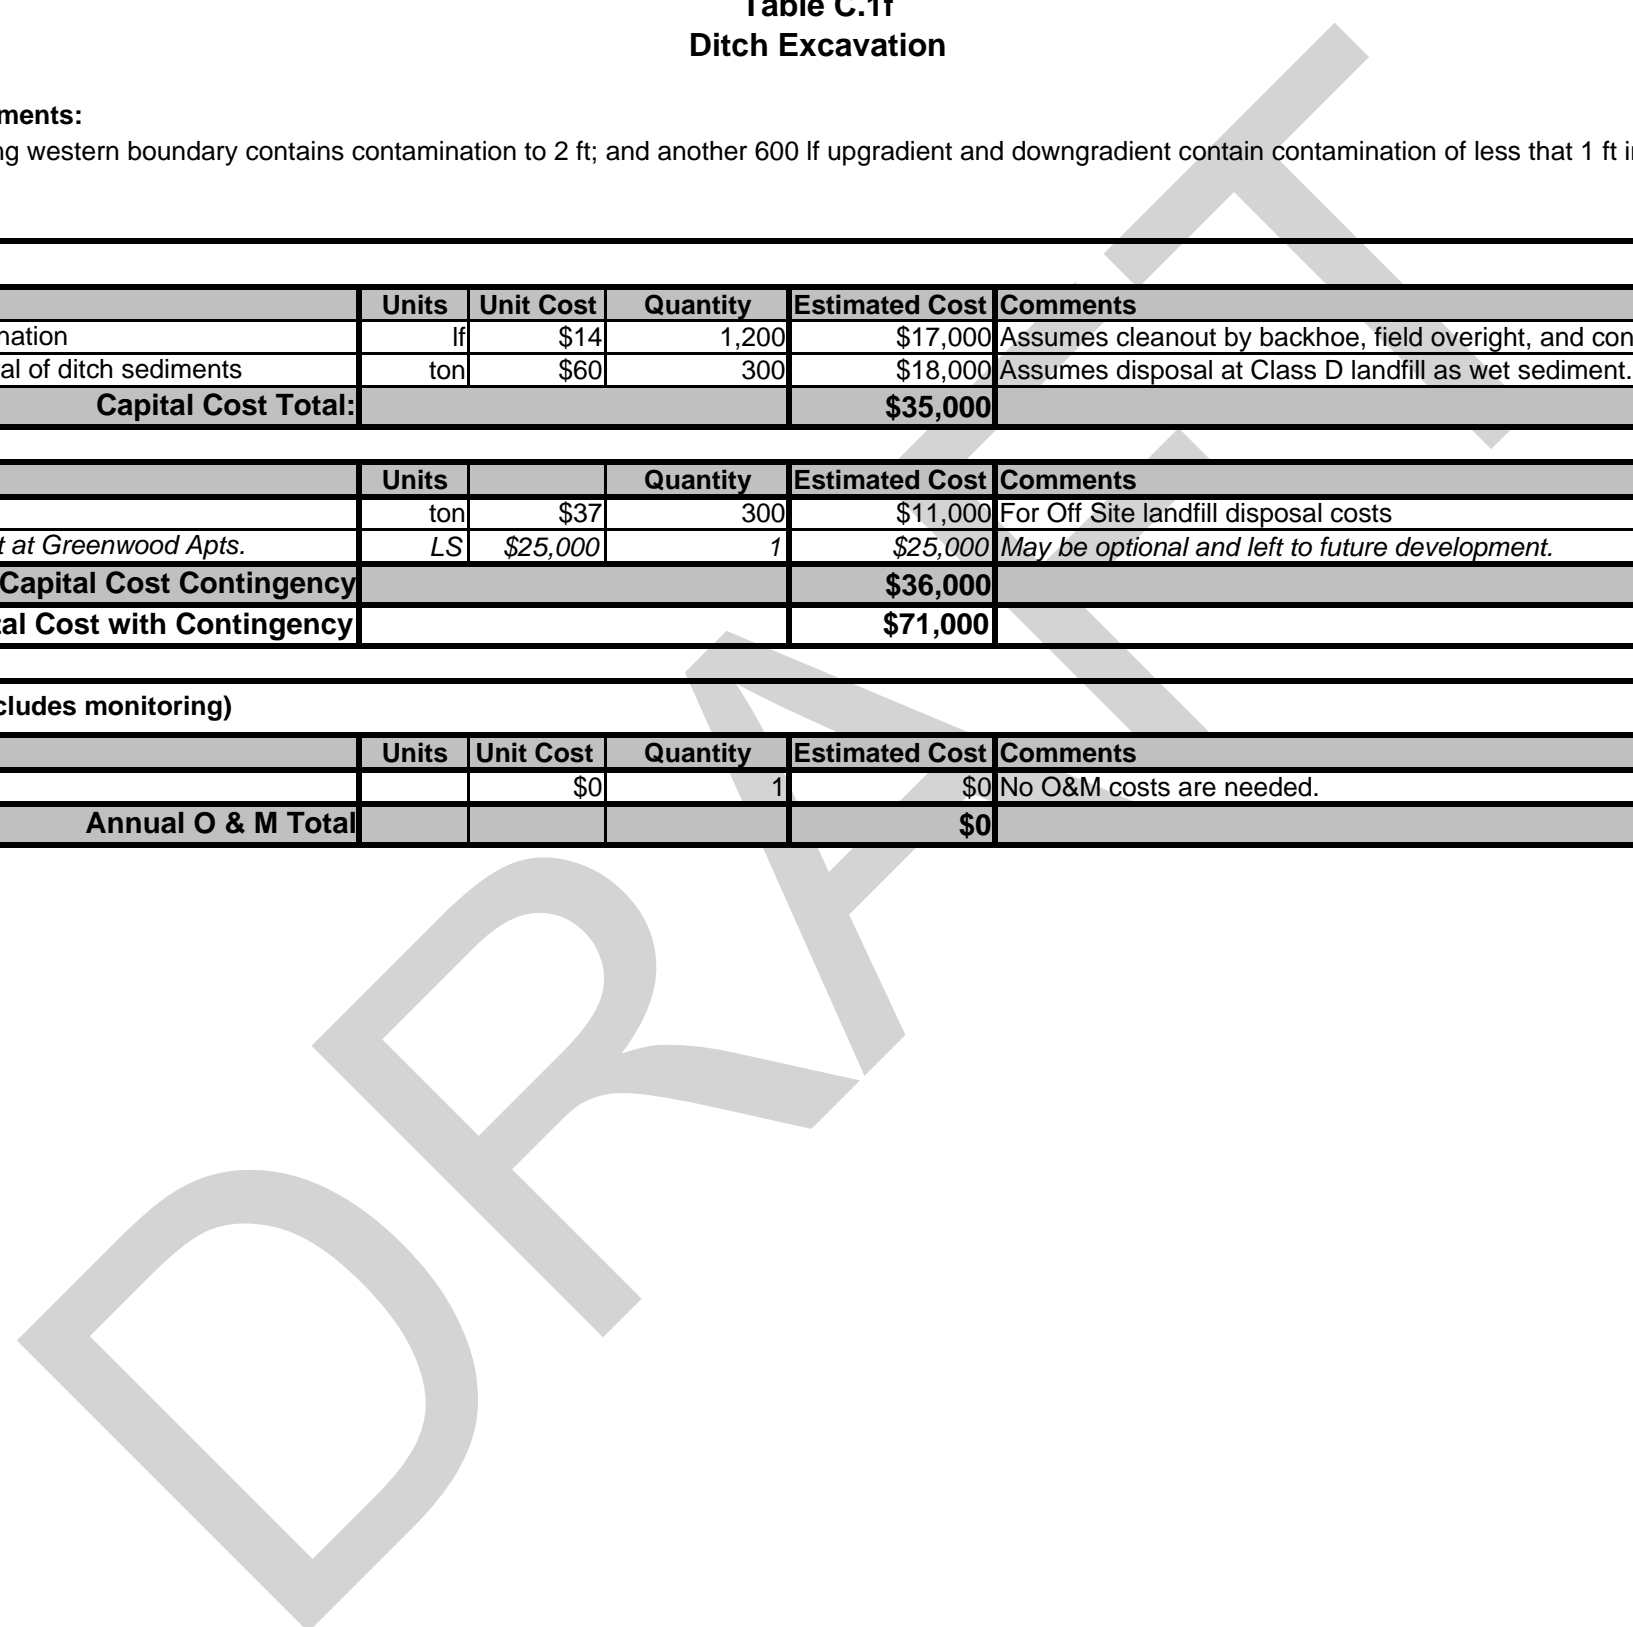 Table C.1f
Ditch Excavation
ments:
ng western boundary contains contamination to 2 ft; and another 600 lf upgradient and downgradient contain contamination of less that 1 ft i
Units Unit Cost Quantity Estimated Cost Comments
nation lf $14 1,200 $17,000 Assumes cleanout by backhoe, field overight, and con
al of ditch sediments ton $60 300 $18,000 Assumes disposal at Class D landfill as wet sediment.
Capital Cost Total: $35,000
Units Quantity Estimated Cost Comments
ton $37 300 $11,000 For Off Site landfill disposal costs
t at Greenwood Apts. LS $25,000 1 $25,000 May be optional and left to future development.
Capital Cost Contingency $36,000
tal Cost with Contingency $71,000
cludes monitoring)
Units Unit Cost Quantity Estimated Cost Comments
$0 1 $0 No O&M costs are needed.
Annual O & M Total $0
DRAFT